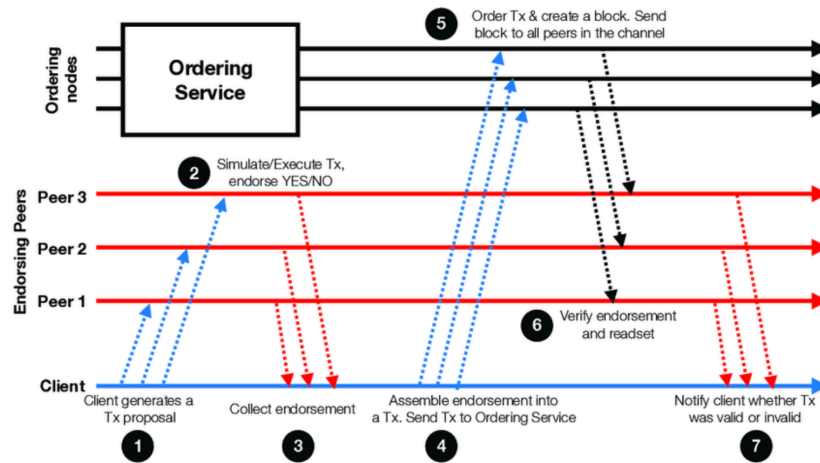 5
Order Tx & create a block. Send
block to all peers in the channel
Ordering
nodes
Ordering
Service
2
Simulate/Execute Tx,
endorse YES/NO
Endorsing Peers
Peer 3
Peer 2
Peer 1
6
Verify endorsement
and readset
Client
Client generates a
Tx proposal
1
Collect endorsement
3
Assemble endorsement into
a Tx. Send Tx to Ordering Service
4
Notify client whether Tx
was valid or invalid
7